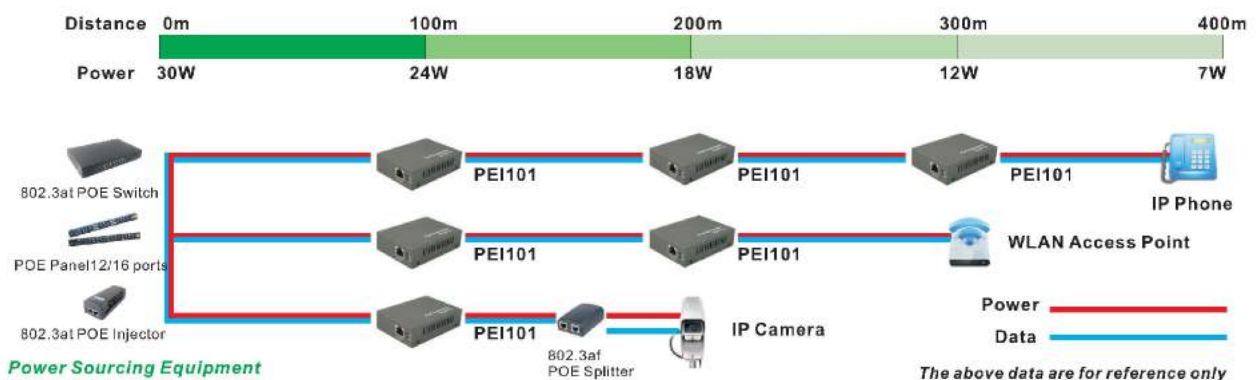 Distance 0m 100m 200m 300m 400m
Power 30W 24W 18W 12W 7W
802.3at POE Switch
PEI101 PEI101 PEI101
IP Phone
POE Panel12/16 ports
PEI101 PEI101
WLAN Access Point
802.3at POE Injector
PEI101
802.3af
POE Splitter
IP Camera
Power
Data
Power Sourcing Equipment
The above data are for reference only